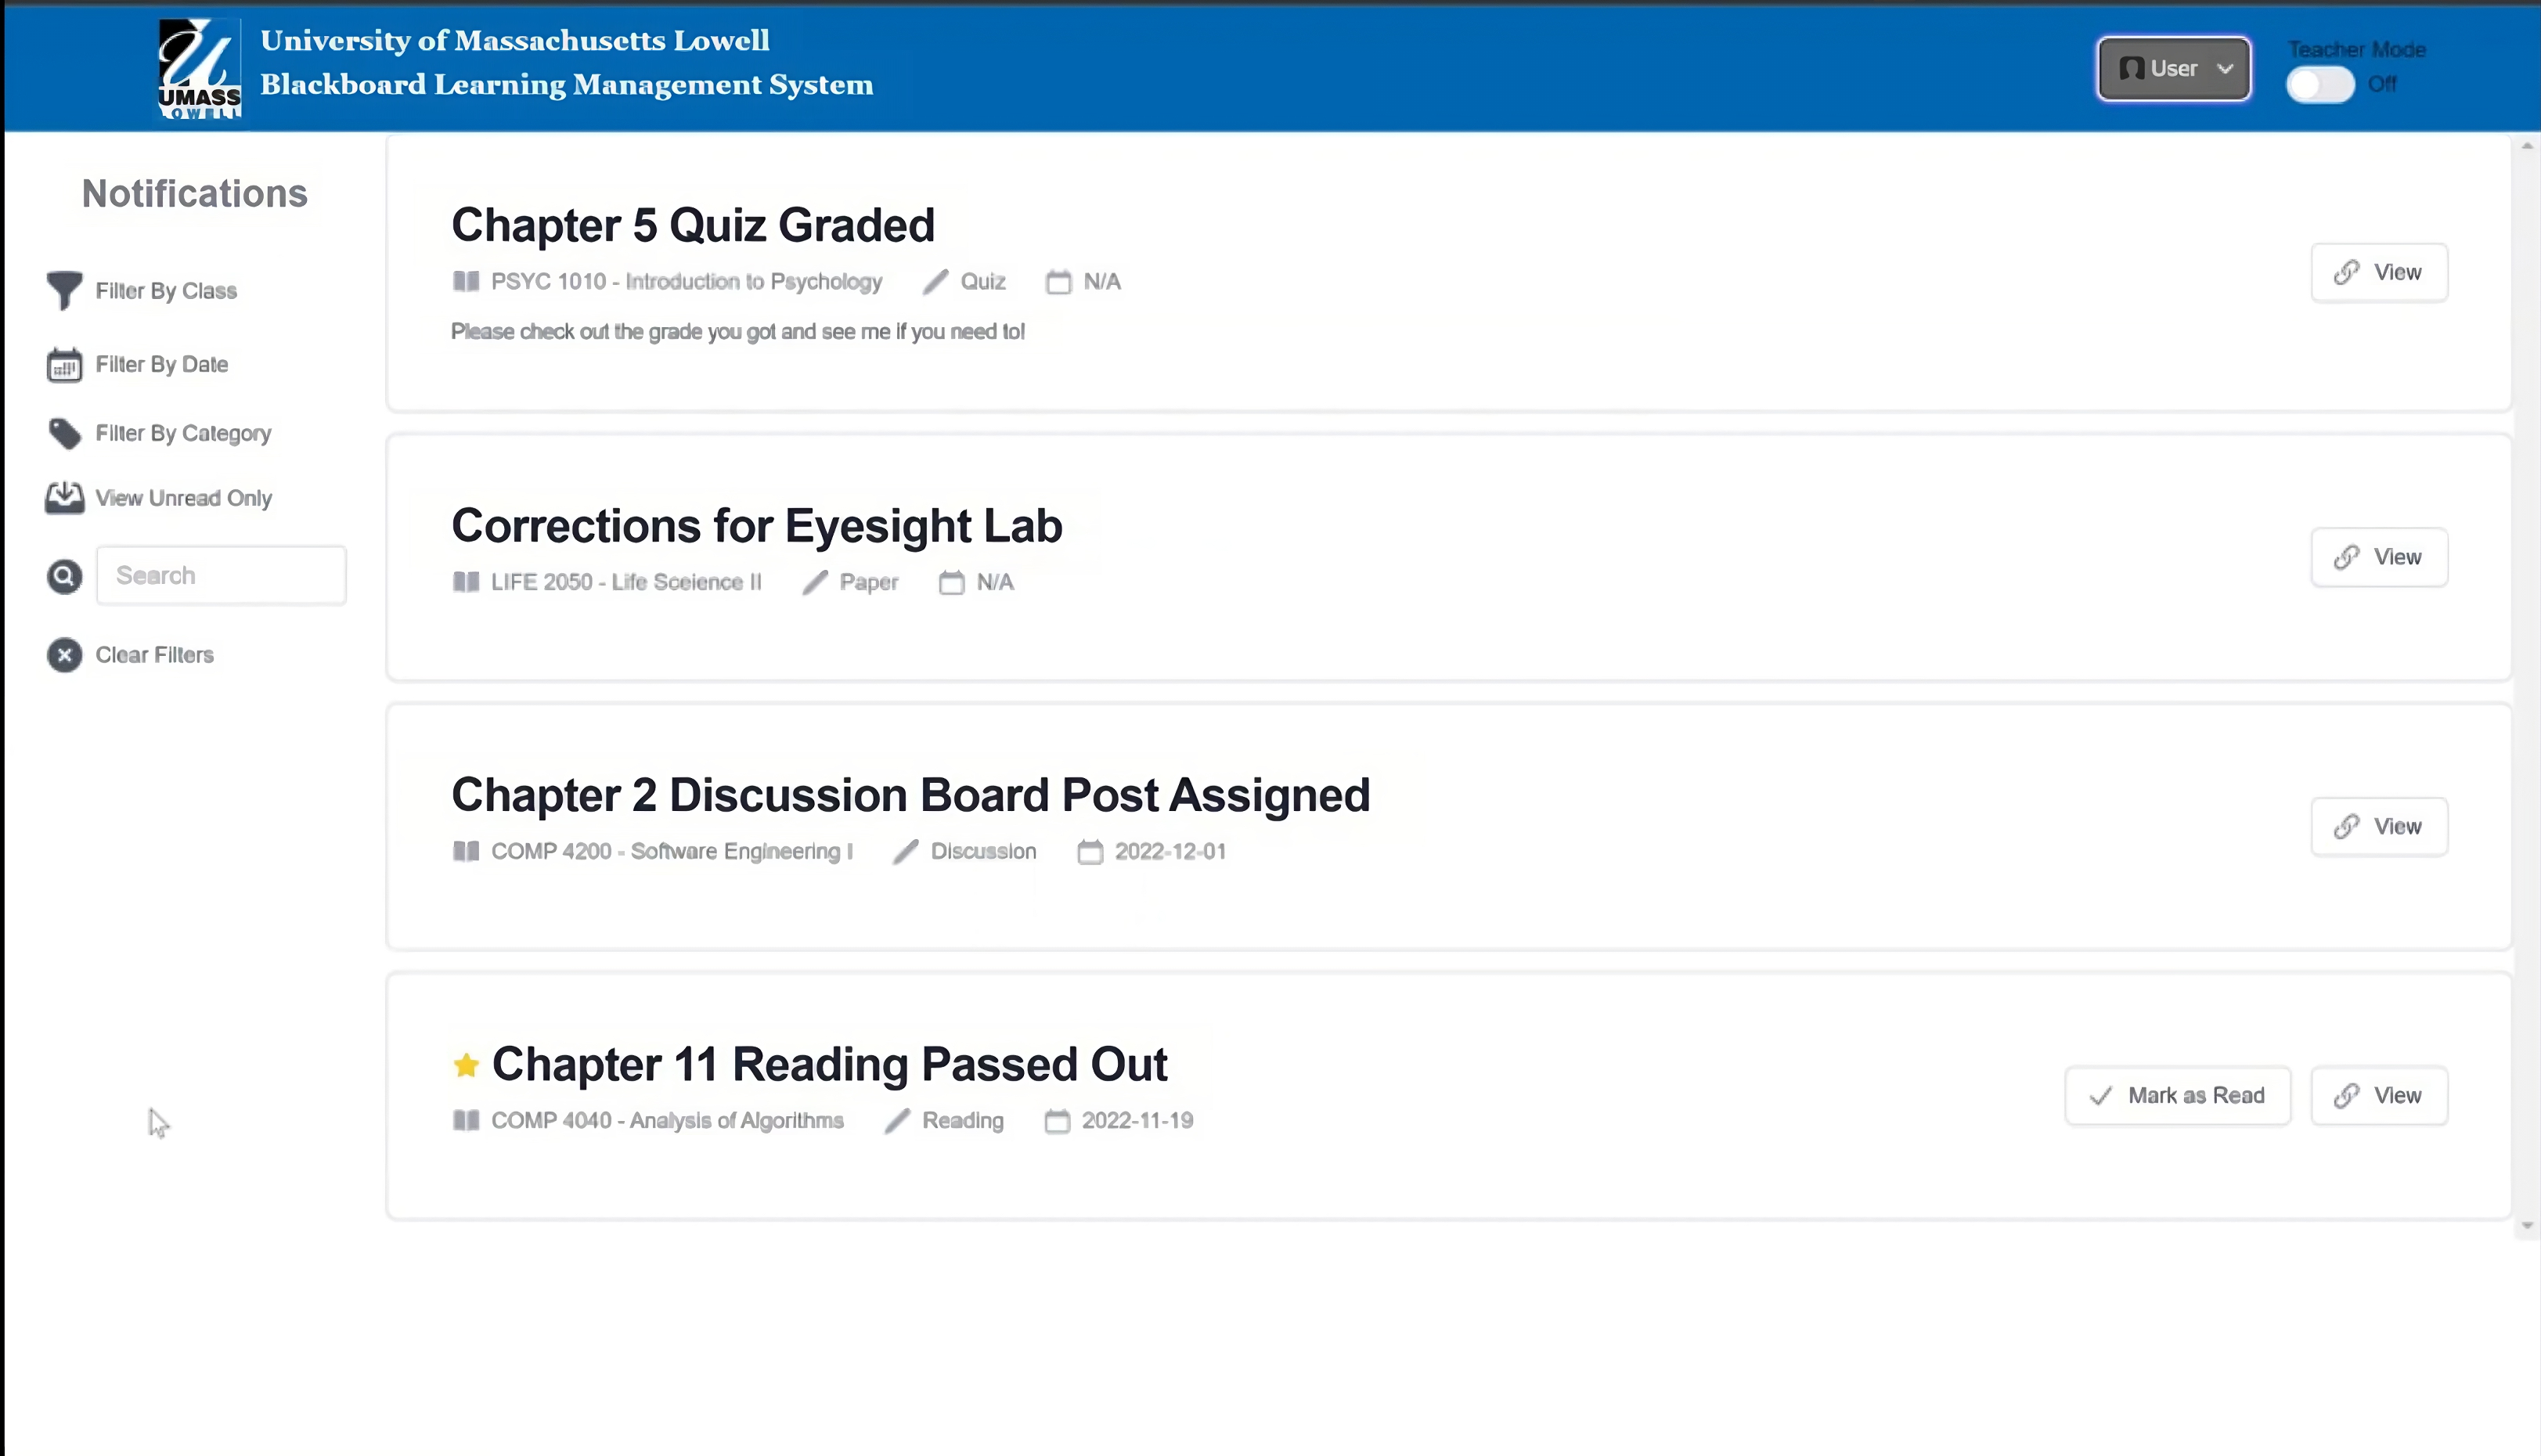 UMASS
LOWELL
University of Massachusetts Lowell
Blackboard Learning Management System
User
Teacher Mode
Off
Notifications
Filter By Class
Filter By Date
Filter By Category
View Unread Only
Search
Clear Filters
Chapter 5 Quiz Graded
PSYC 1010 - Introduction to Psychology Quiz N/A
Please check out the grade you got and see me if you need to!
View
Corrections for Eyesight Lab
LIFE 2050 - Life Sceience II Paper N/A
View
Chapter 2 Discussion Board Post Assigned
COMP 4200 - Software Engineering I Discussion 2022-12-01
View
Chapter 11 Reading Passed Out
COMP 4040 - Analysis of Algorithms Reading 2022-11-19
Mark as Read View